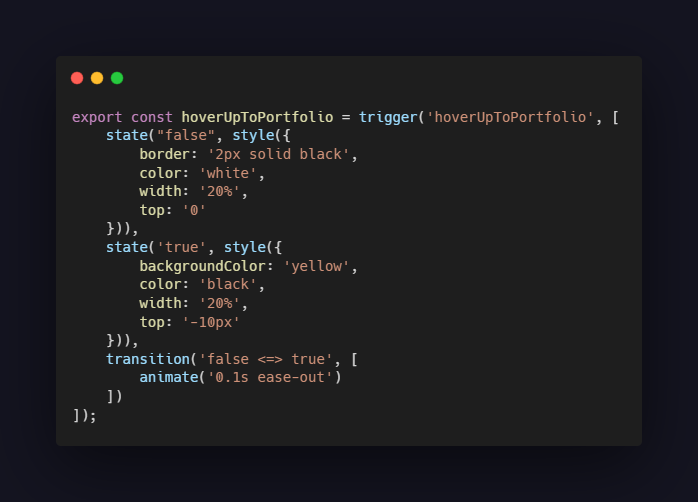 export const hoverUpToPortfolio = trigger('hoverUpToPortfolio', [
    state("false", style({
        border: '2px solid black',
        color: 'white',
        width: '20%',
        top: '0'
    })),
    state('true', style({
        backgroundColor: 'yellow',
        color: 'black',
        width: '20%',
        top: '-10px'
    })),
    transition('false <=> true', [
        animate('0.1s ease-out')
    ])
]);